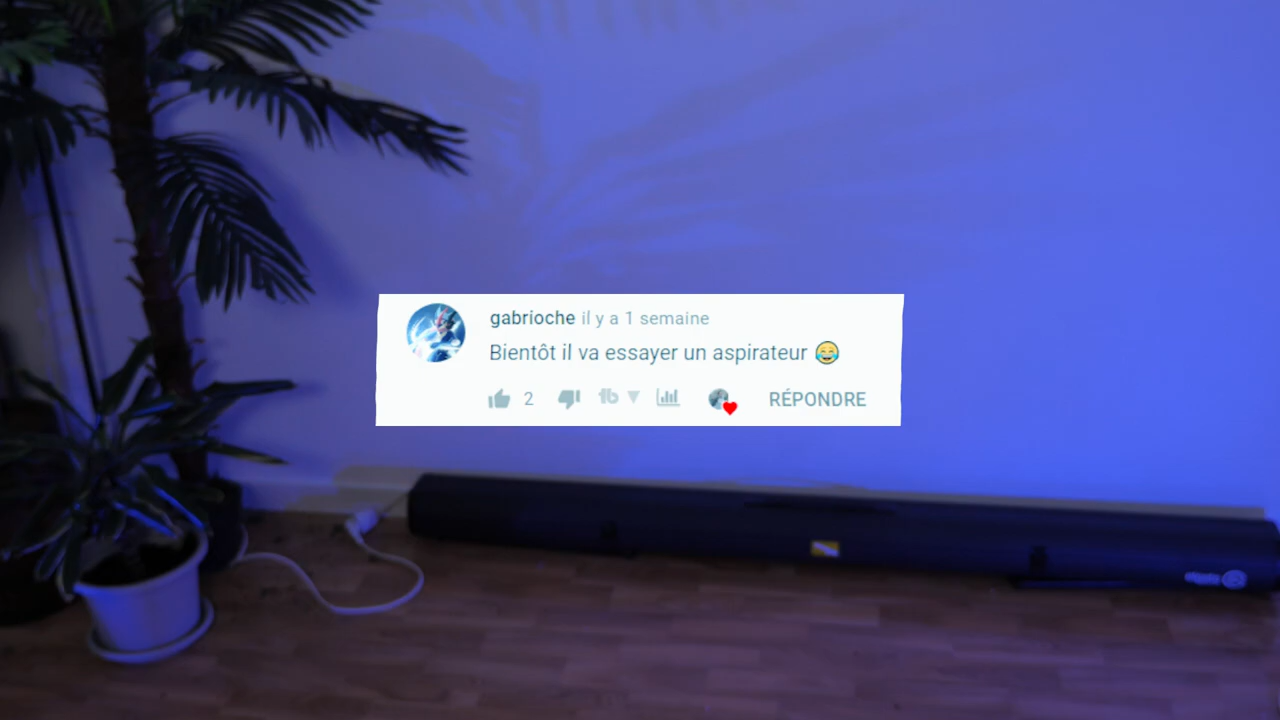 gabrioche il y a 1 semaine
Bientôt il va essayer un aspirateur 😂
2 RÉPONDRE